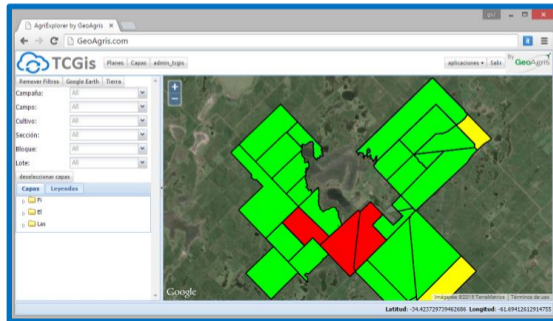 AgriExplorer by GeoAgris
GeoAgris.com
TCGis
Planes Capas admin_tcgis
aplicaciones Salir
by
GeoAgris
Remover Filtros Google Earth Tierra
Campaña: All
Campo: All
Cultivo: All
Sección: All
Bloque: All
Lote: All
deseleccionar capas
Capas Leyendas
Fi
El
Las
Google
Imágenes ©2015 TerraMetrics Términos de uso
Latitud: -34.423729739462686 Longitud: -61.69412612914755